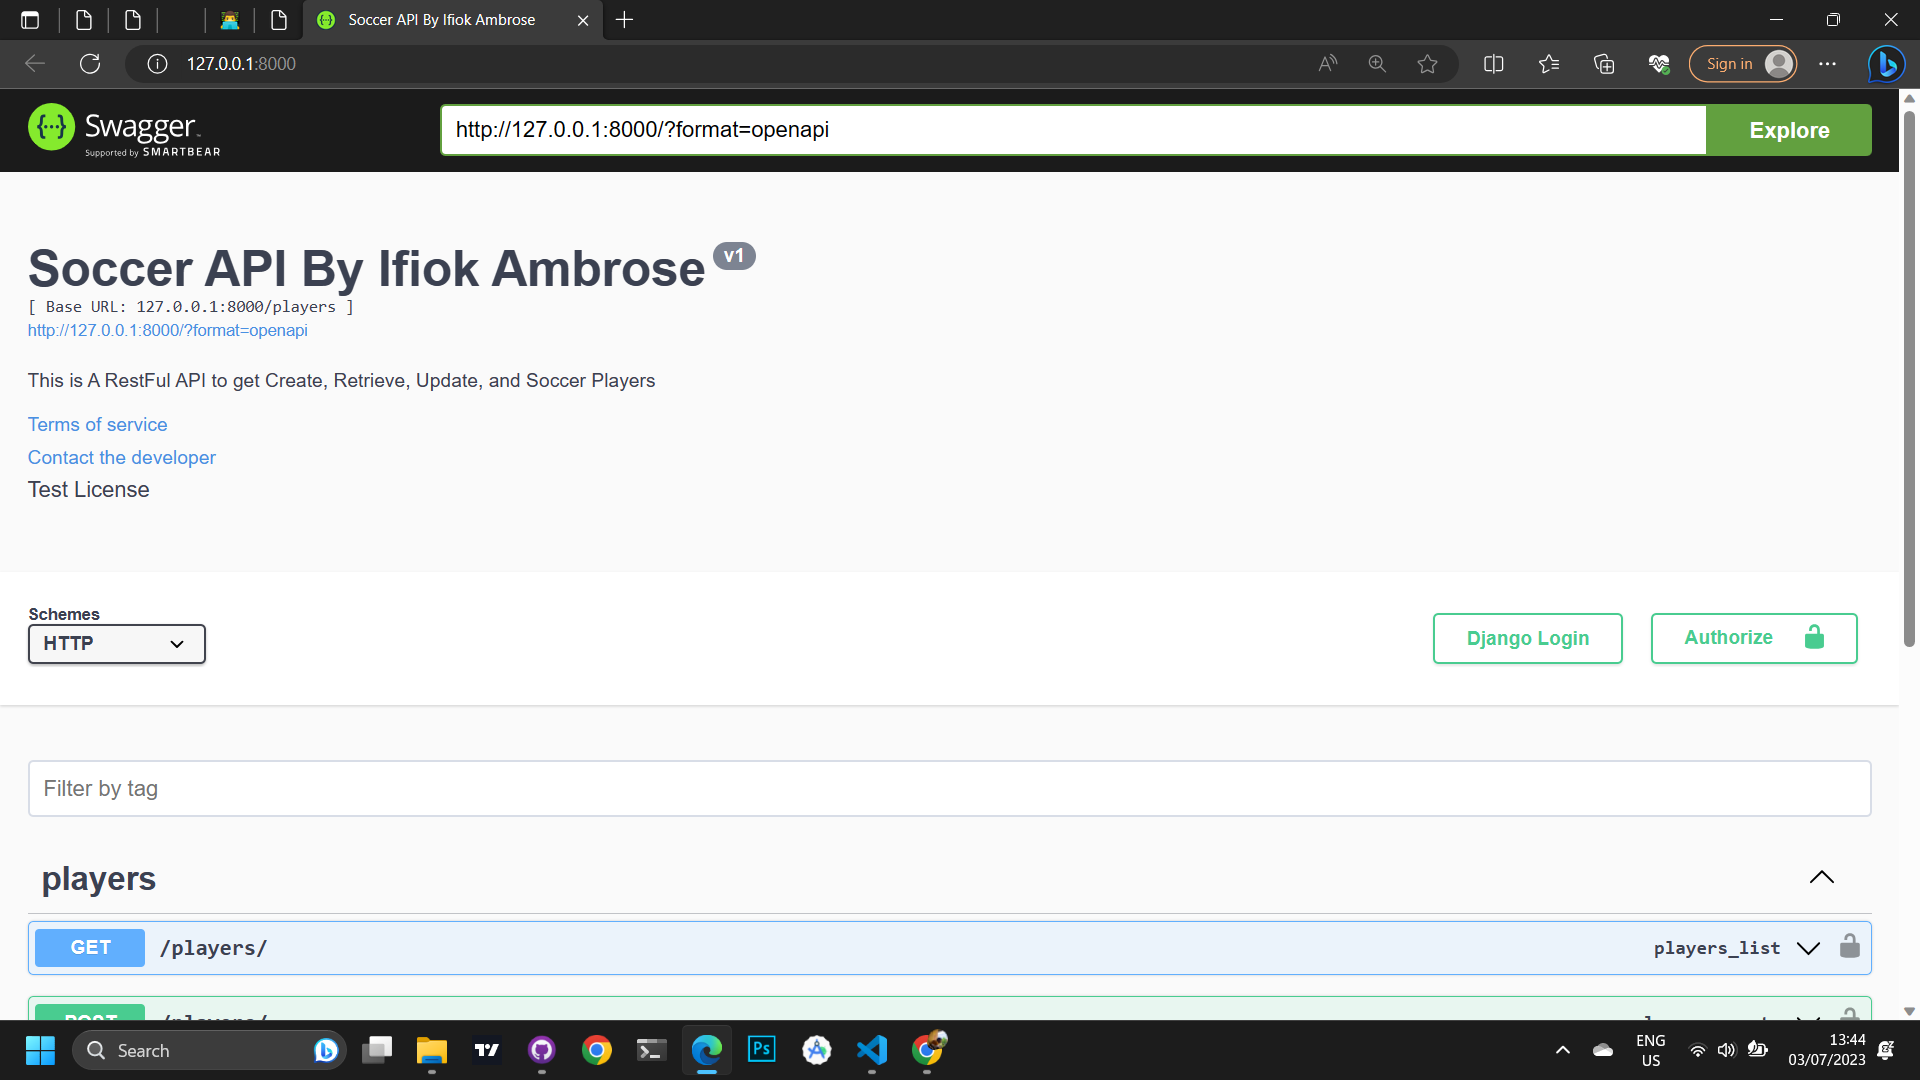 Soccer API By Ifiok Ambrose
127.0.0.1:8000
Sign in
Swagger
Supported by SMARTBEAR
http://127.0.0.1:8000/?format=openapi
Explore
Soccer API By Ifiok Ambrose v1
[ Base URL: 127.0.0.1:8000/players ]
http://127.0.0.1:8000/?format=openapi
This is A RestFul API to get Create, Retrieve, Update, and Soccer Players
Terms of service
Contact the developer
Test License
Schemes
HTTP
Django Login
Authorize
Filter by tag
players
GET /players/ players_list
POST /players/
Search
Ps
ENG
US
13:44
03/07/2023